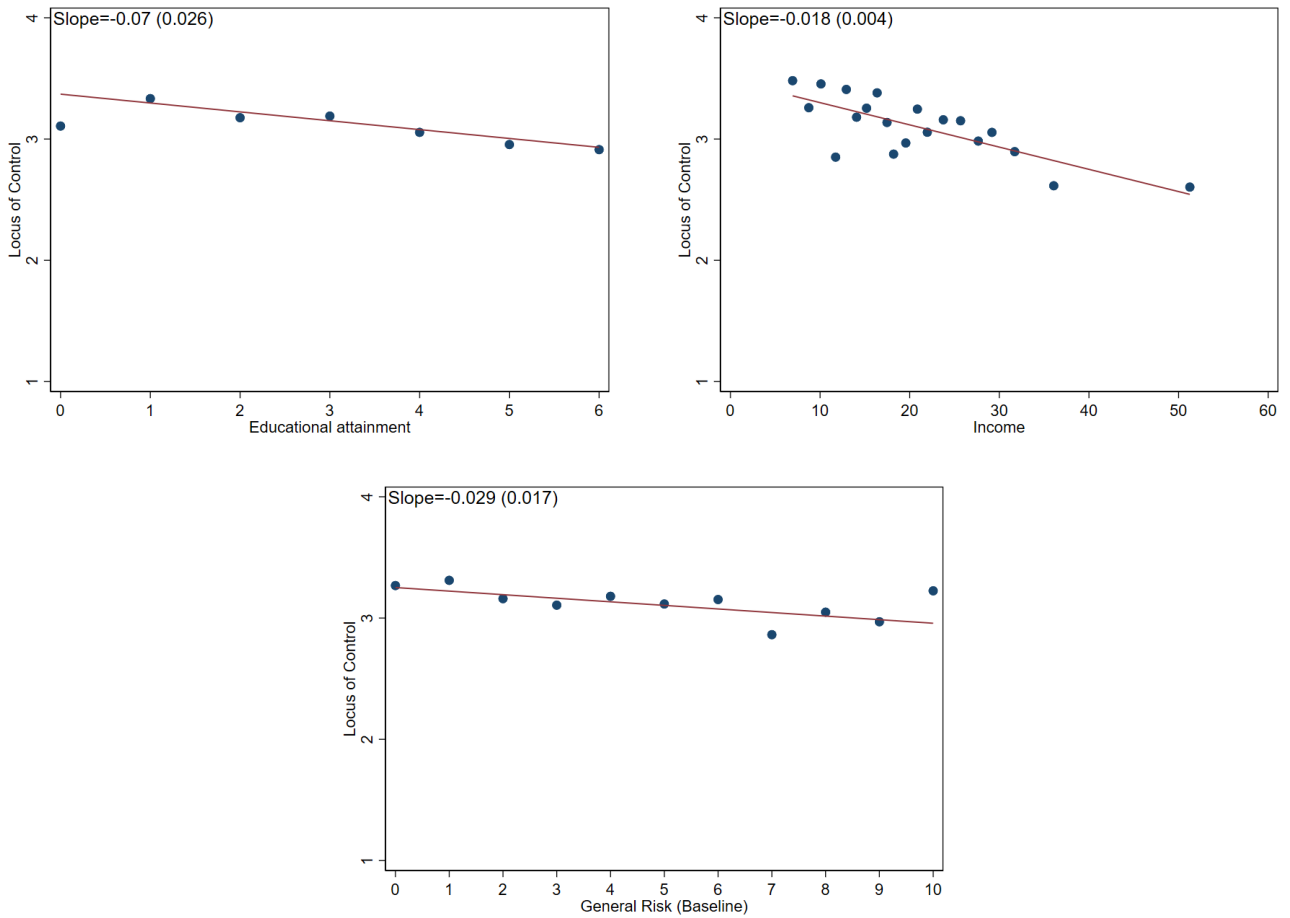 Slope=-0.07 (0.026)
4
3
2
1
Locus of Control
0 1 2 3 4 5 6
Educational attainment
Slope=-0.018 (0.004)
4
3
2
1
Locus of Control
0 10 20 30 40 50 60
Income
Slope=-0.029 (0.017)
4
3
2
1
Locus of Control
0 1 2 3 4 5 6 7 8 9 10
General Risk (Baseline)